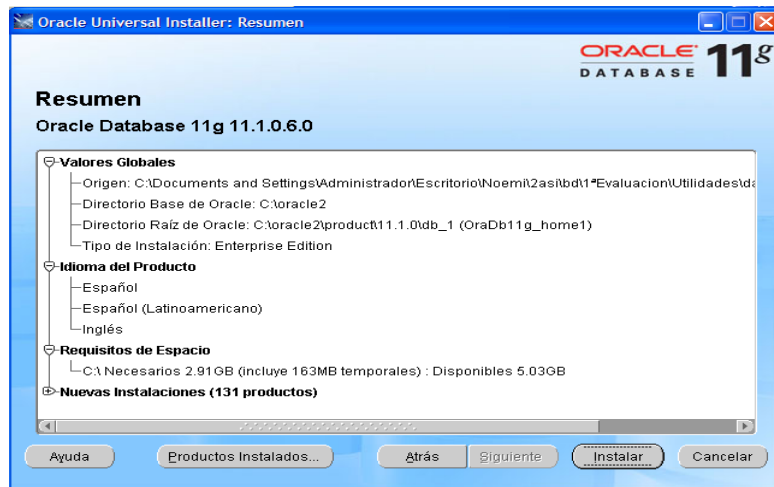 Oracle Universal Installer: Resumen
ORACLE
DATABASE 11g
Resumen
Oracle Database 11g 11.1.0.6.0
Valores Globales
Origen: C:\Documents and Settings\Administrador\Escritorio\Noemi\2asi\bd\1ªEvaluacion\Utilidades\da
Directorio Base de Oracle: C:\oracle2
Directorio Raíz de Oracle: C:\oracle2\product\11.1.0\db_1 (OraDb11g_home1)
Tipo de Instalación: Enterprise Edition
Idioma del Producto
Español
Español (Latinoamericano)
Inglés
Requisitos de Espacio
C:\ Necesarios 2.91GB (incluye 163MB temporales) : Disponibles 5.03GB
Nuevas Instalaciones (131 productos)
Ayuda Productos Instalados... Atrás Siguiente Instalar Cancelar